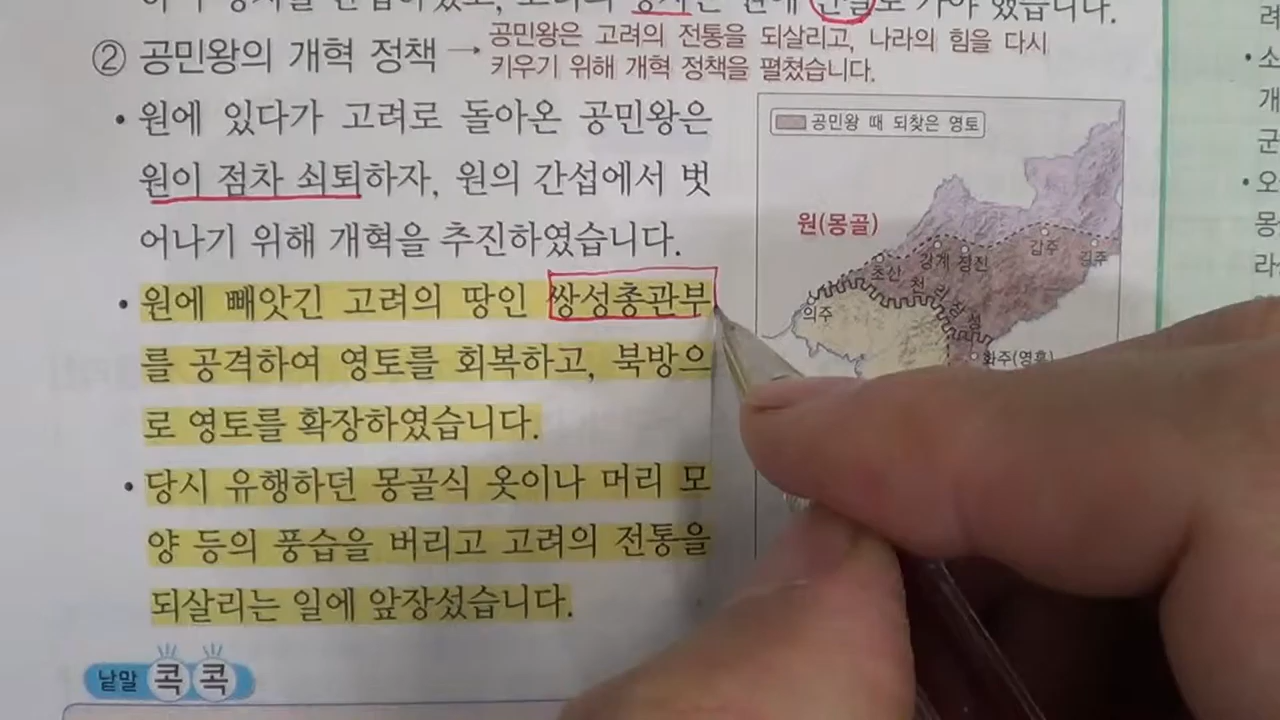 간섭
② 공민왕의 개혁 정책 → 공민왕은 고려의 전통을 되살리고, 나라의 힘을 다시
키우기 위해 개혁 정책을 펼쳤습니다.
• 원에 있다가 고려로 돌아온 공민왕은
원이 점차 쇠퇴하자, 원의 간섭에서 벗
어나기 위해 개혁을 추진하였습니다.
• 원에 빼앗긴 고려의 땅인 쌍성총관부
를 공격하여 영토를 회복하고, 북방으
로 영토를 확장하였습니다.
• 당시 유행하던 몽골식 옷이나 머리 모
양 등의 풍습을 버리고 고려의 전통을
되살리는 일에 앞장섰습니다.
낱말 콕콕
공민왕 때 되찾은 영토
원(몽골)
갑주
길주
강계 장진
초산
천리장성
의주
화주(영흥)